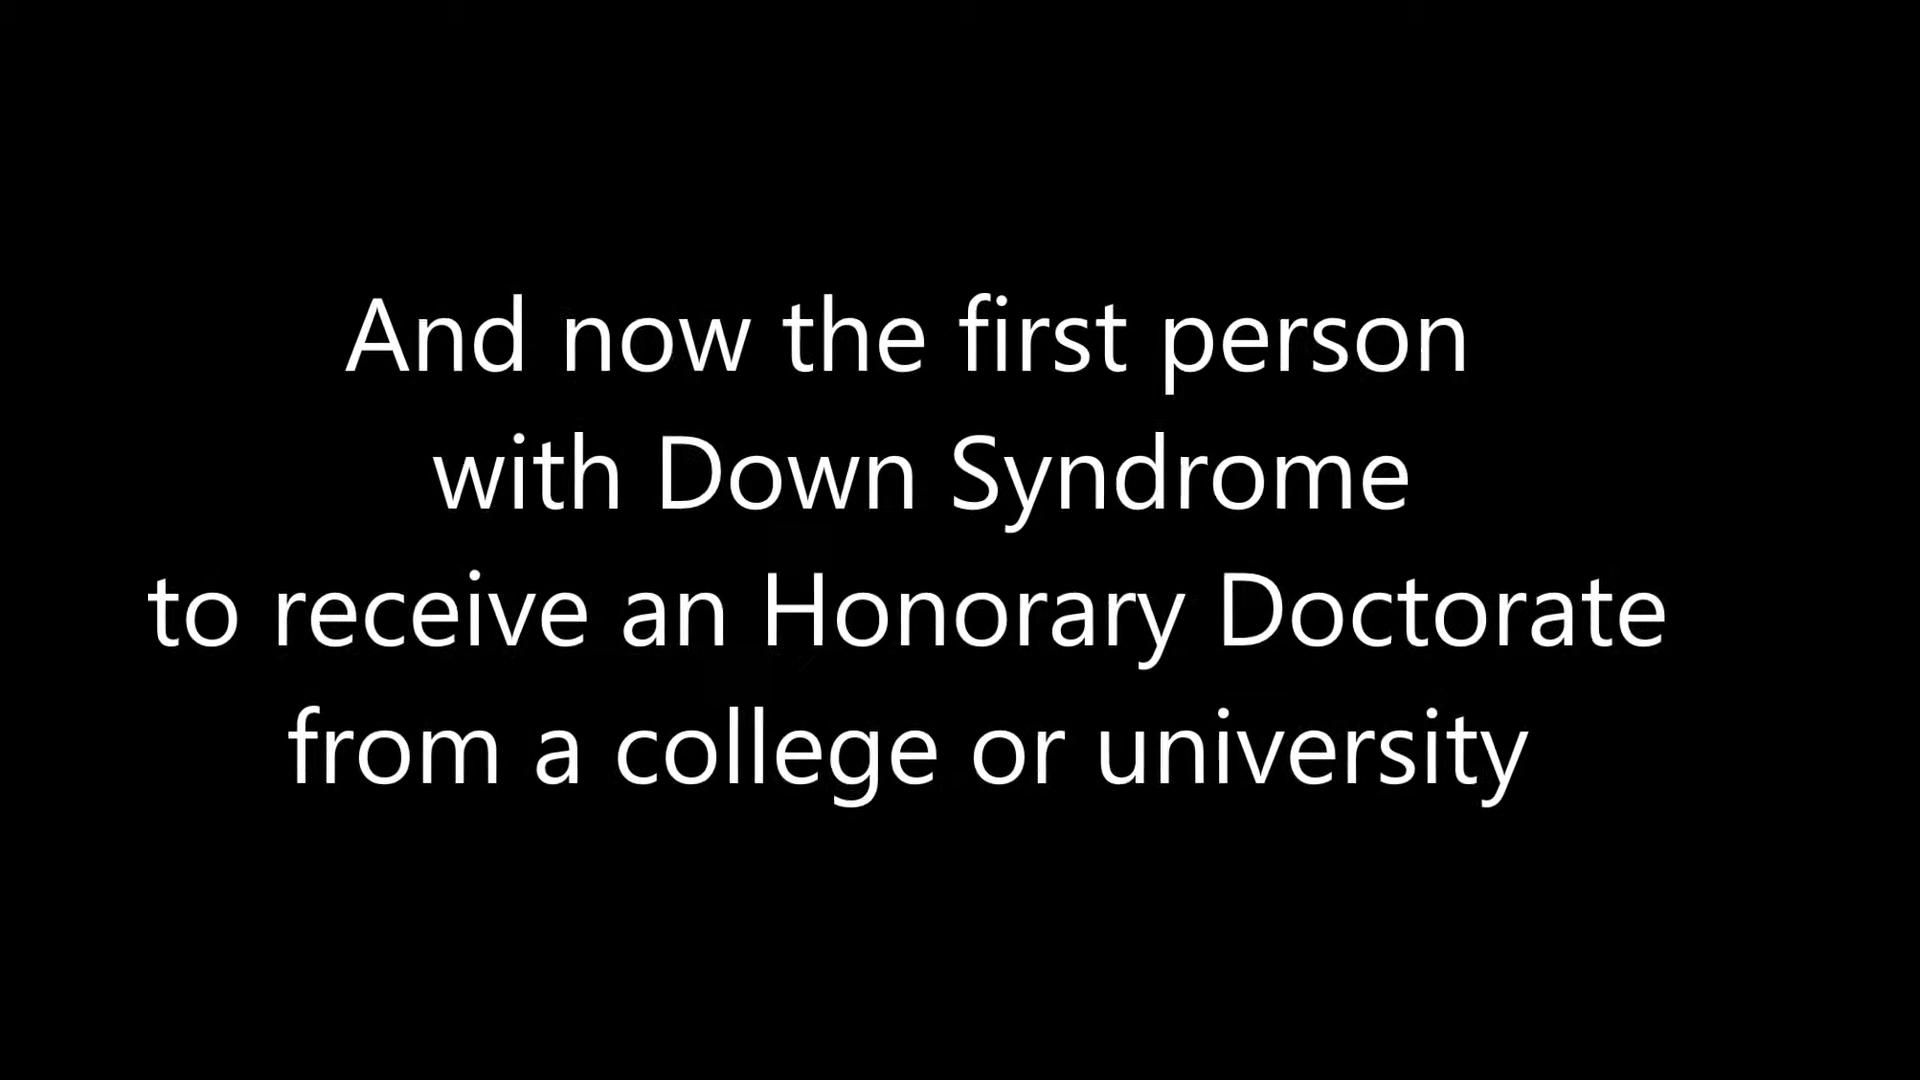 And now the first person
with Down Syndrome
to receive an Honorary Doctorate
from a college or university